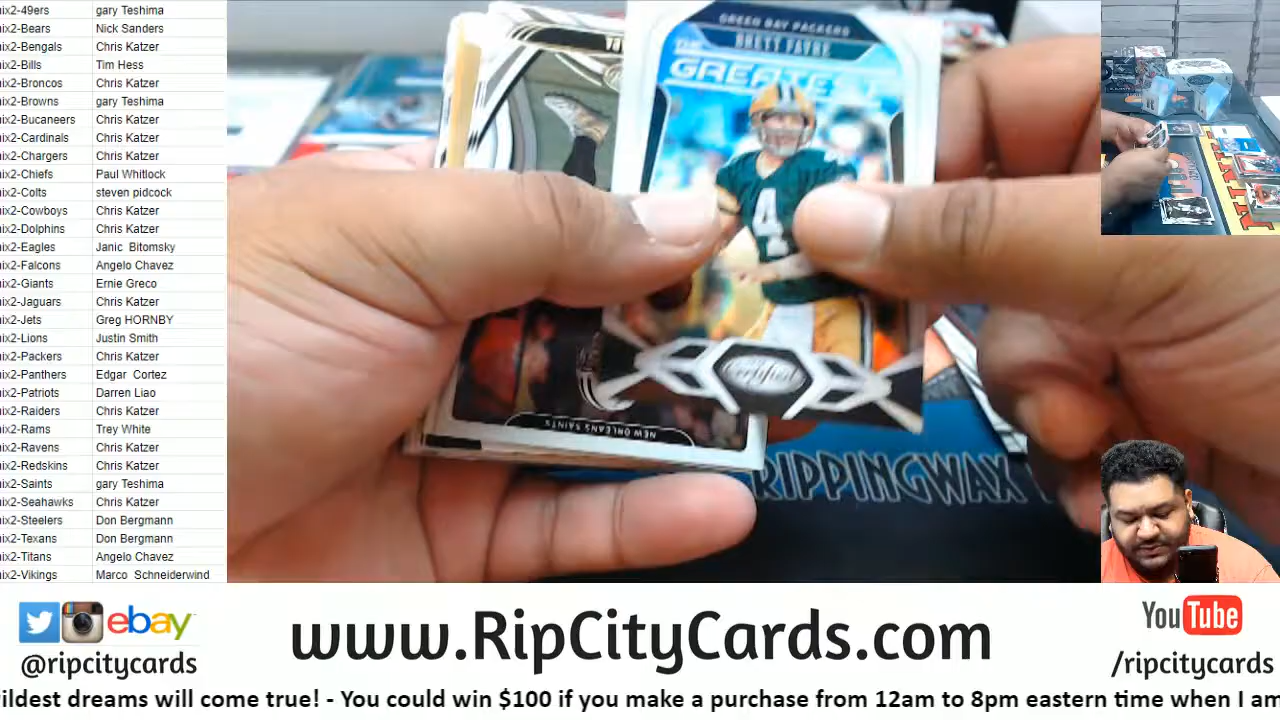 ix2-49ers gary Teshima
ix2-Bears Nick Sanders
ix2-Bengals Chris Katzer
ix2-Bills Tim Hess
ix2-Broncos Chris Katzer
ix2-Browns gary Teshima
ix2-Bucaneers Chris Katzer
ix2-Cardinals Chris Katzer
ix2-Chargers Chris Katzer
ix2-Chiefs Paul Whitlock
ix2-Colts steven pidcock
ix2-Cowboys Chris Katzer
ix2-Dolphins Chris Katzer
ix2-Eagles Janic Bitomsky
ix2-Falcons Angelo Chavez
ix2-Giants Ernie Greco
ix2-Jaguars Chris Katzer
ix2-Jets Greg HORNBY
ix2-Lions Justin Smith
ix2-Packers Chris Katzer
ix2-Panthers Edgar Cortez
ix2-Patriots Darren Liao
ix2-Raiders Chris Katzer
ix2-Rams Trey White
ix2-Ravens Chris Katzer
ix2-Redskins Chris Katzer
ix2-Saints gary Teshima
ix2-Seahawks Chris Katzer
ix2-Steelers Don Bergmann
ix2-Texans Don Bergmann
ix2-Titans Angelo Chavez
ix2-Vikings Marco Schneiderwind
GREEN BAY PACKERS
BRETT FAVRE
THE
GREATEST
4
Certified
NEW ORLEANS SAINTS
RIPPINGWAX
ebay
@ripcitycards
www.RipCityCards.com
YouTube
/ripcitycards
wildest dreams will come true! - You could win $100 if you make a purchase from 12am to 8pm eastern time when I am